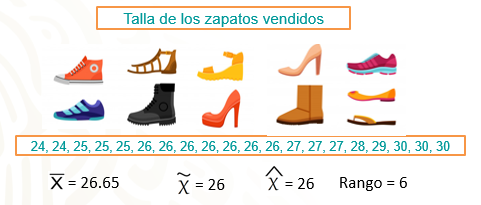 Talla de los zapatos vendidos
24, 24, 25, 25, 25, 26, 26, 26, 26, 26, 26, 26, 27, 27, 27, 28, 29, 30, 30, 30
x̅ = 26.65 χ̃ = 26 χ̂ = 26 Rango = 6